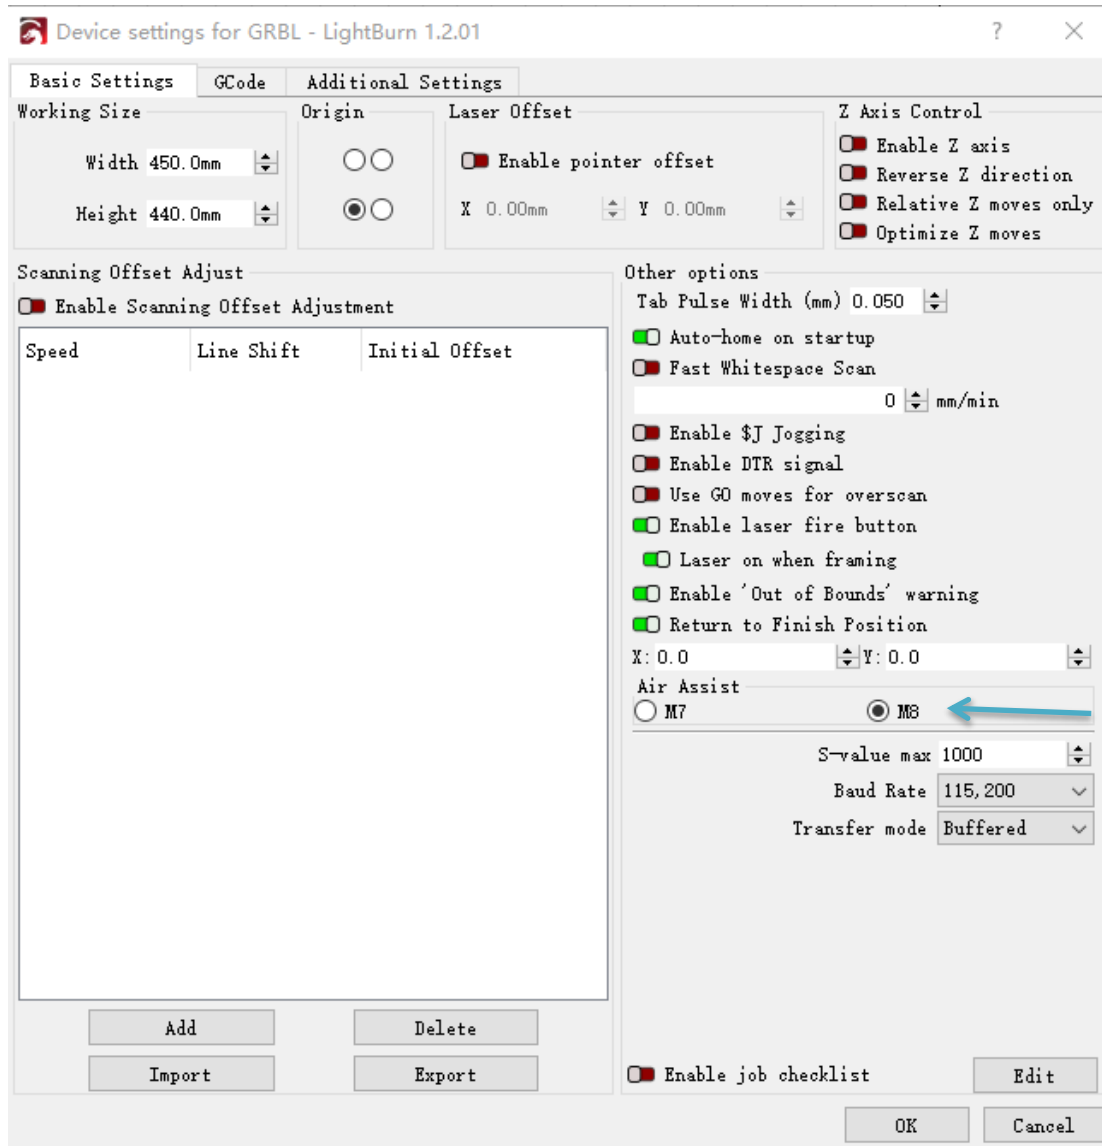 Device settings for GRBL - LightBurn 1.2.01
Basic Settings GCode Additional Settings
Working Size
Width 450.0mm
Height 440.0mm
Origin
Laser Offset
Enable pointer offset
X 0.00mm Y 0.00mm
Z Axis Control
Enable Z axis
Reverse Z direction
Relative Z moves only
Optimize Z moves
Scanning Offset Adjust
Enable Scanning Offset Adjustment
Speed Line Shift Initial Offset
Add Delete
Import Export
Other options
Tab Pulse Width (mm) 0.050
Auto-home on startup
Fast Whitespace Scan
0 mm/min
Enable $J Jogging
Enable DTR signal
Use G0 moves for overscan
Enable laser fire button
Laser on when framing
Enable 'Out of Bounds' warning
Return to Finish Position
X: 0.0 Y: 0.0
Air Assist
M7 M8
S-value max 1000
Baud Rate 115,200
Transfer mode Buffered
Enable job checklist Edit
OK Cancel